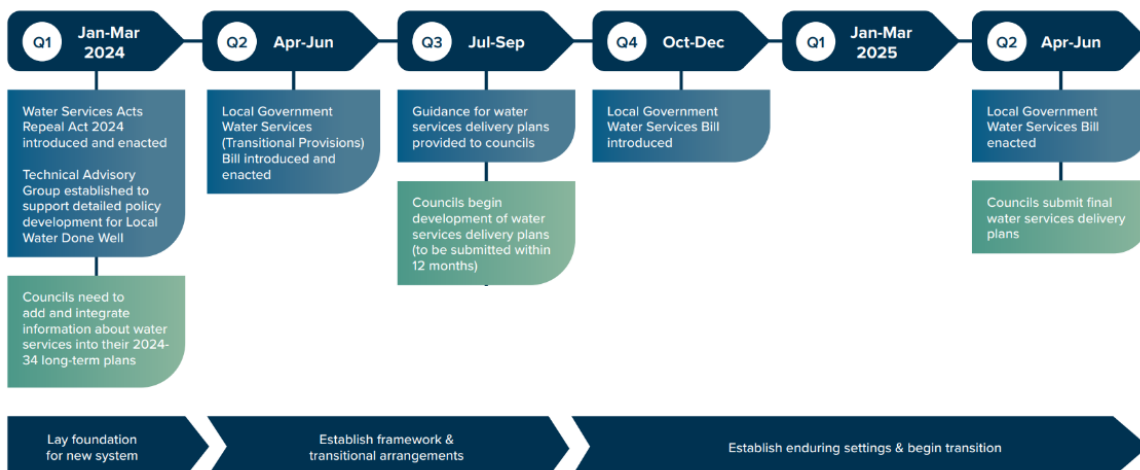 Q1
Jan-Mar
2024
Q2
Apr-Jun
Q3
Jul-Sep
Q4
Oct-Dec
Q1
Jan-Mar
2025
Q2
Apr-Jun
Water Services Acts
Repeal Act 2024
introduced and enacted
Technical Advisory
Group established to
support detailed policy
development for Local
Water Done Well
Councils need to
add and integrate
information about water
services into their 2024-
34 long-term plans
Local Government
Water Services
(Transitional Provisions)
Bill introduced and
enacted
Guidance for water
services delivery plans
provided to councils
Councils begin
development of water
services delivery plans
(to be submitted within
12 months)
Local Government
Water Services Bill
introduced
Local Government
Water Services Bill
enacted
Councils submit final
water services delivery
plans
Lay foundation
for new system
Establish framework &
transitional arrangements
Establish enduring settings & begin transition